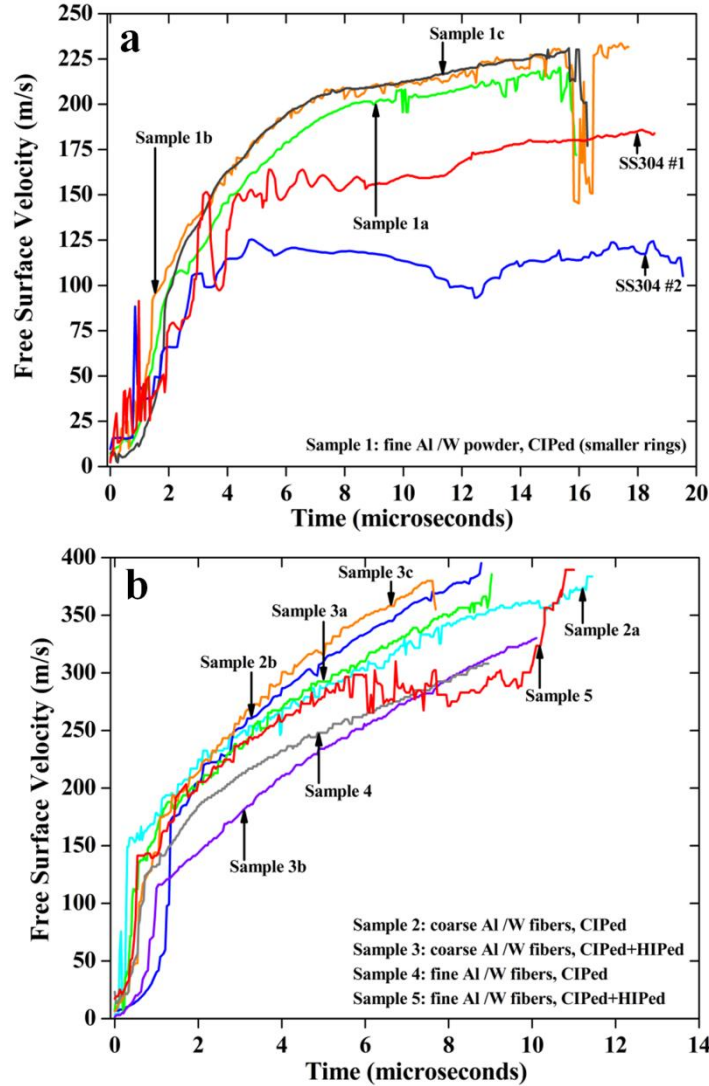 a
Free Surface Velocity (m/s)
250
225
200
175
150
125
100
75
50
25
0
Sample 1c
Sample 1b
Sample 1a
SS304 #1
SS304 #2
Sample 1: fine Al /W powder, CIPed (smaller rings)
0 2 4 6 8 10 12 14 16 18 20
Time (microseconds)
b
Free Surface Velocity (m/s)
400
350
300
250
200
150
100
50
0
Sample 3c
Sample 3a
Sample 2b
Sample 2a
Sample 5
Sample 4
Sample 3b
Sample 2: coarse Al /W fibers, CIPed
Sample 3: coarse Al /W fibers, CIPed+HIPed
Sample 4: fine Al /W fibers, CIPed
Sample 5: fine Al /W fibers, CIPed+HIPed
0 2 4 6 8 10 12 14
Time (microseconds)